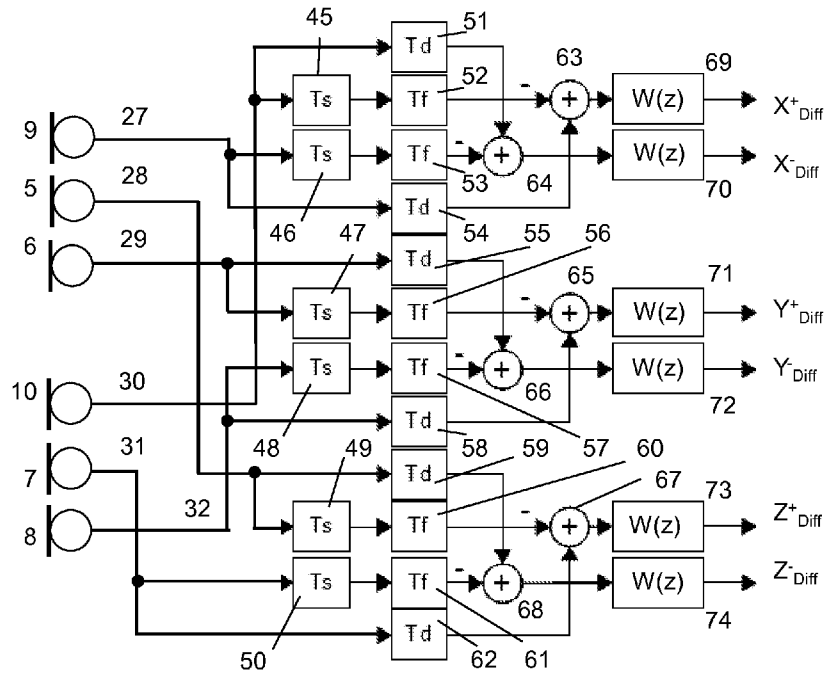 45 51
Td 63 69
52
Ts Tf - + W(z) X+Diff
9 27
Ts Tf - + W(z) X-Diff
5 28 53 64 70
46 47 Td 54
6 29 55 56
Td 65 71
Ts Tf - + W(z) Y+Diff
10 30 Ts Tf - + W(z) Y-Diff
66 72
Td
7 31 48 49 58 59 57 60
Td 67 73
8 32 Ts Tf - + W(z) Z+Diff
Ts Tf - + W(z) Z-Diff
68 74
50 Td 62 61